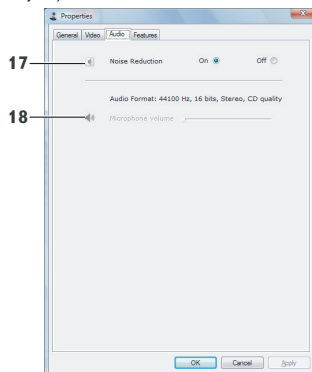 Properties
General Video Audio Features
17 Noise Reduction On Off
Audio Format: 44100 Hz, 16 bits, Stereo, CD quality
18 Microphone volume
OK Cancel Apply